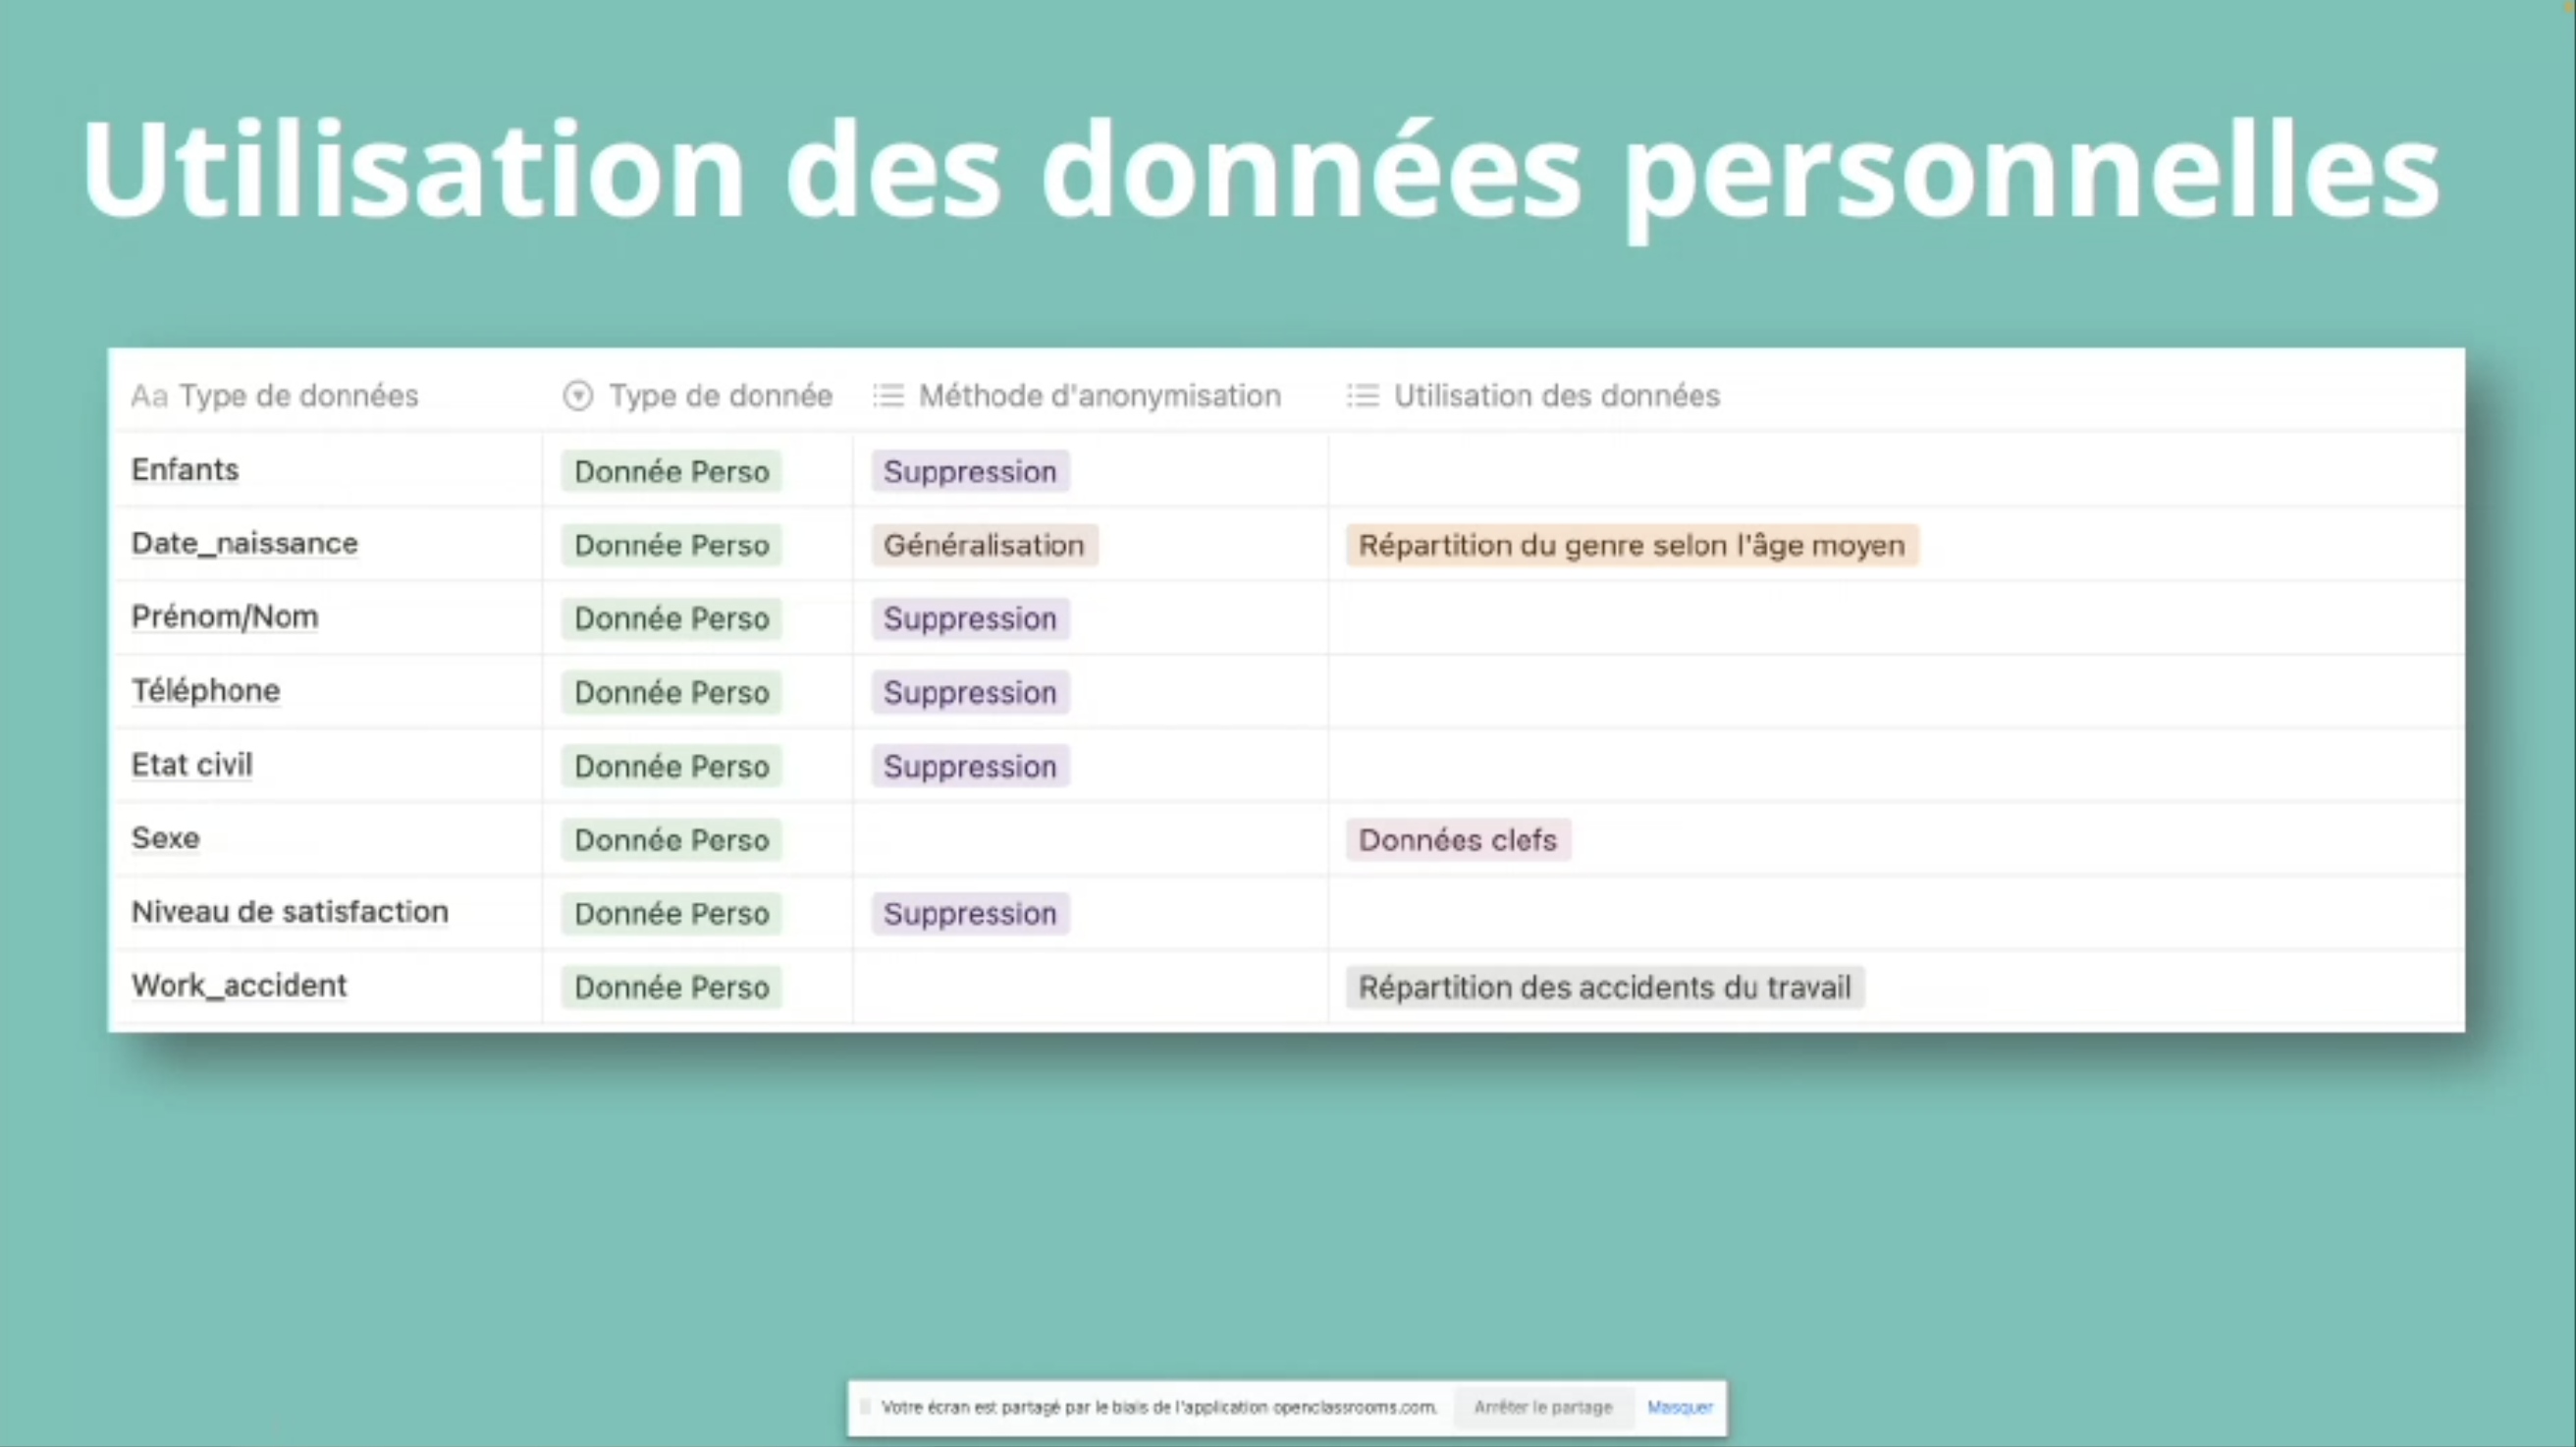 Utilisation des données personnelles
Aa Type de données Type de donnée Méthode d'anonymisation Utilisation des données
Enfants Donnée Perso Suppression
Date_naissance Donnée Perso Généralisation Répartition du genre selon l'âge moyen
Prénom/Nom Donnée Perso Suppression
Téléphone Donnée Perso Suppression
Etat civil Donnée Perso Suppression
Sexe Donnée Perso Données clefs
Niveau de satisfaction Donnée Perso Suppression
Work_accident Donnée Perso Répartition des accidents du travail
Votre écran est partagé par le biais de l'application openclassrooms.com. Arrêter le partage Masquer